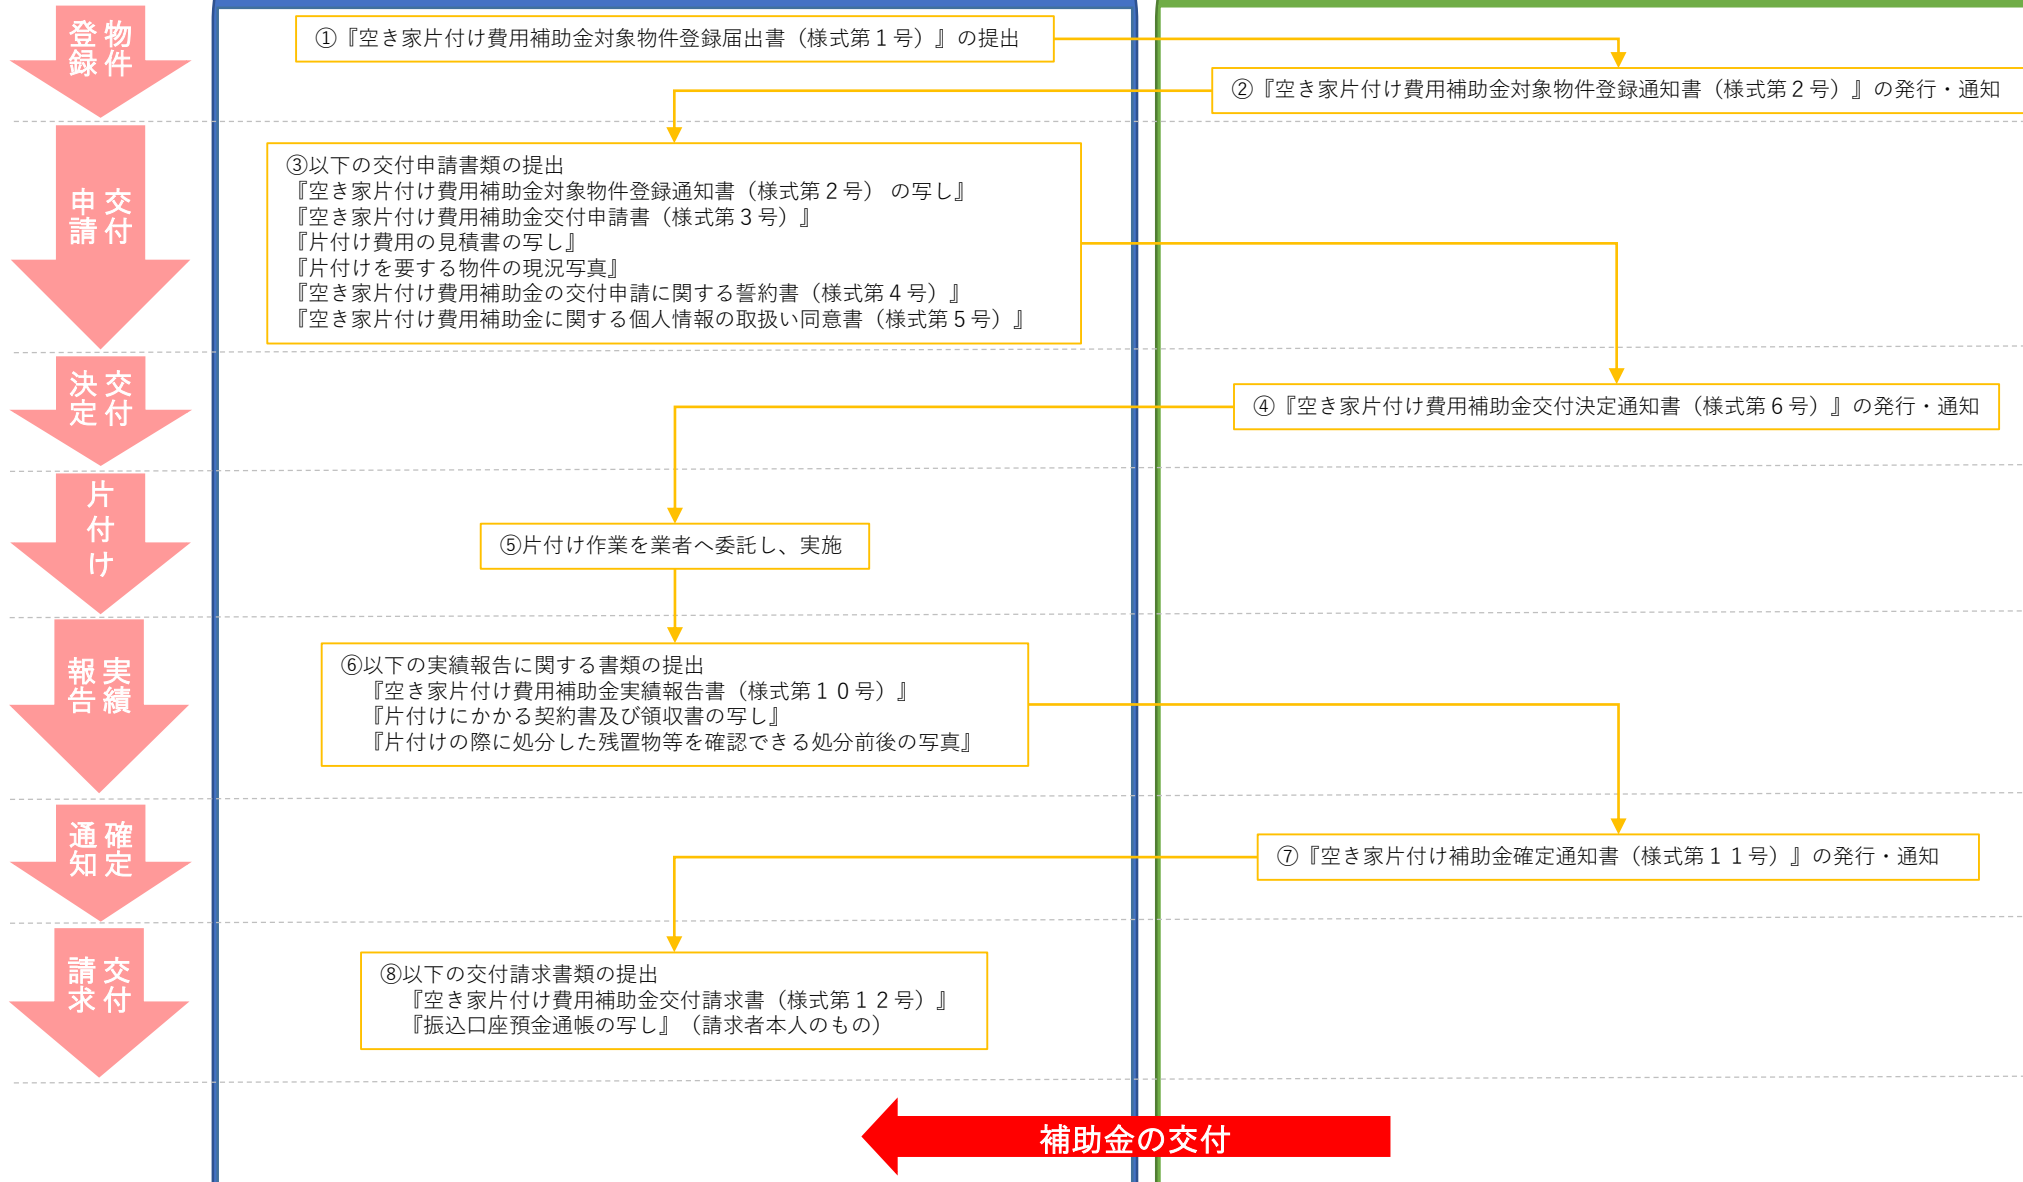 物件登録
①『空き家片付け費用補助金対象物件登録届出書（様式第１号）』の提出
②『空き家片付け費用補助金対象物件登録通知書（様式第２号）』の発行・通知
交付申請
③以下の交付申請書類の提出
『空き家片付け費用補助金対象物件登録通知書（様式第２号） の写し』
『空き家片付け費用補助金交付申請書（様式第３号）』
『片付け費用の見積書の写し』
『片付けを要する物件の現況写真』
『空き家片付け費用補助金の交付申請に関する誓約書（様式第４号）』
『空き家片付け費用補助金に関する個人情報の取扱い同意書（様式第５号）』
交付決定
④『空き家片付け費用補助金交付決定通知書（様式第６号）』の発行・通知
片付け
⑤片付け作業を業者へ委託し、実施
実績報告
⑥以下の実績報告に関する書類の提出
『空き家片付け費用補助金実績報告書（様式第１０号）』
『片付けにかかる契約書及び領収書の写し』
『片付けの際に処分した残置物等を確認できる処分前後の写真』
確定通知
⑦『空き家片付け補助金確定通知書（様式第１１号）』の発行・通知
交付請求
⑧以下の交付請求書類の提出
『空き家片付け費用補助金交付請求書（様式第１２号）』
『振込口座預金通帳の写し』（請求者本人のもの）
補助金の交付